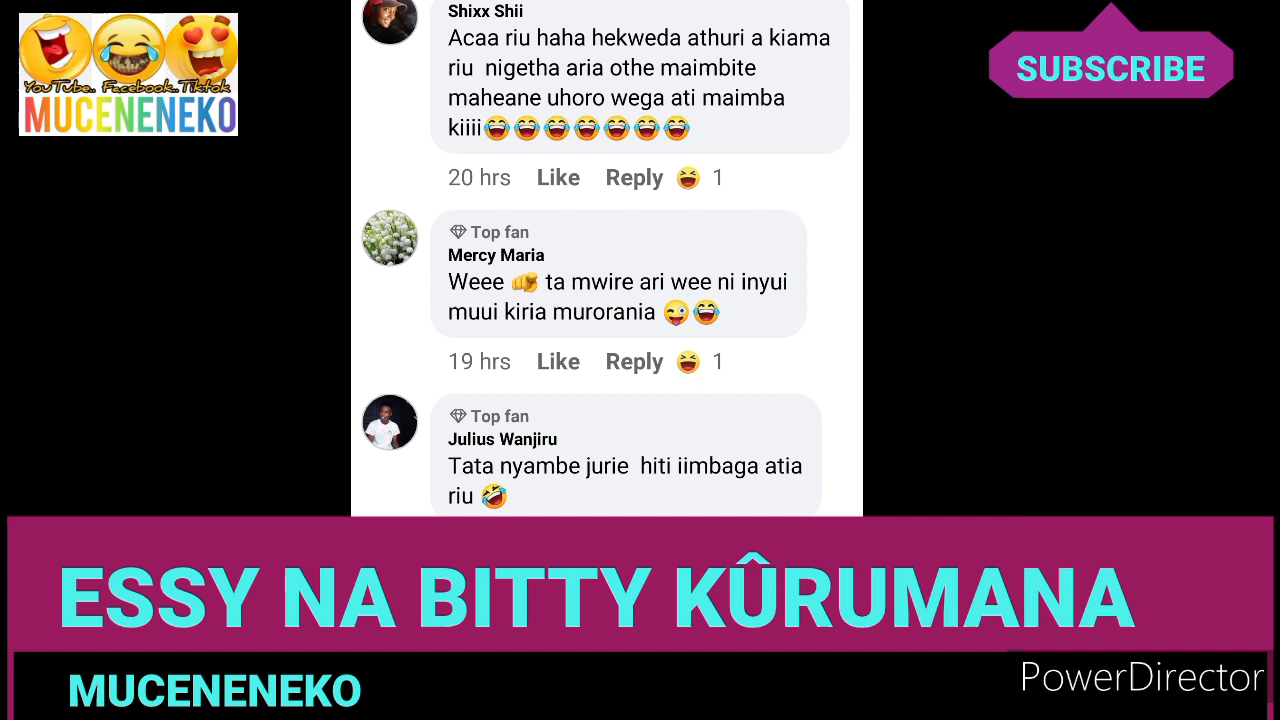 YouTube.. Facebook..Tiktok
MUCENENEKO
SUBSCRIBE
Shixx Shii
Acaa riu haha hekweda athuri a kiama
riu nigetha aria othe maimbite
maheane uhoro wega ati maimba
kiiii😂😂😂😂😂😂😂
20 hrs Like Reply 😆 1
Top fan
Mercy Maria
Weee 🫵 ta mwire ari wee ni inyui
muui kiria murorania 😜😂
19 hrs Like Reply 😆 1
Top fan
Julius Wanjiru
Tata nyambe jurie hiti iimbaga atia
riu 🤣
ESSY NA BITTY KÛRUMANA
MUCENENEKO
PowerDirector